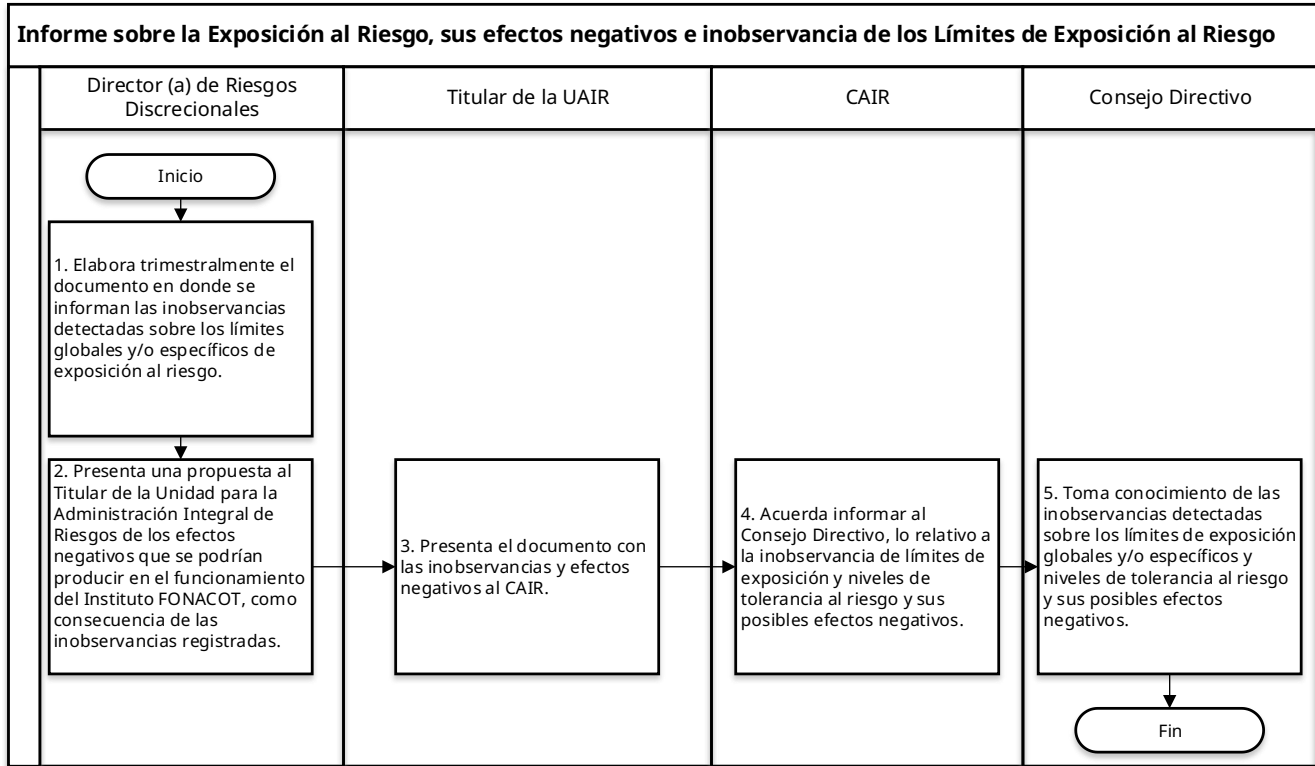 Informe sobre la Exposición al Riesgo, sus efectos negativos e inobservancia de los Límites de Exposición al Riesgo
Director (a) de Riesgos
Discrecionales
Titular de la UAIR
CAIR
Consejo Directivo
Inicio
1. Elabora trimestralmente el
documento en donde se
informan las inobservancias
detectadas sobre los límites
globales y/o específicos de
exposición al riesgo.
2. Presenta una propuesta al
Titular de la Unidad para la
Administración Integral de
Riesgos de los efectos
negativos que se podrían
producir en el funcionamiento
del Instituto FONACOT, como
consecuencia de las
inobservancias registradas.
3. Presenta el documento con
las inobservancias y efectos
negativos al CAIR.
4. Acuerda informar al
Consejo Directivo, lo relativo a
la inobservancia de límites de
exposición y niveles de
tolerancia al riesgo y sus
posibles efectos negativos.
5. Toma conocimiento de las
inobservancias detectadas
sobre los límites de exposición
globales y/o específicos y
niveles de tolerancia al riesgo
y sus posibles efectos
negativos.
Fin